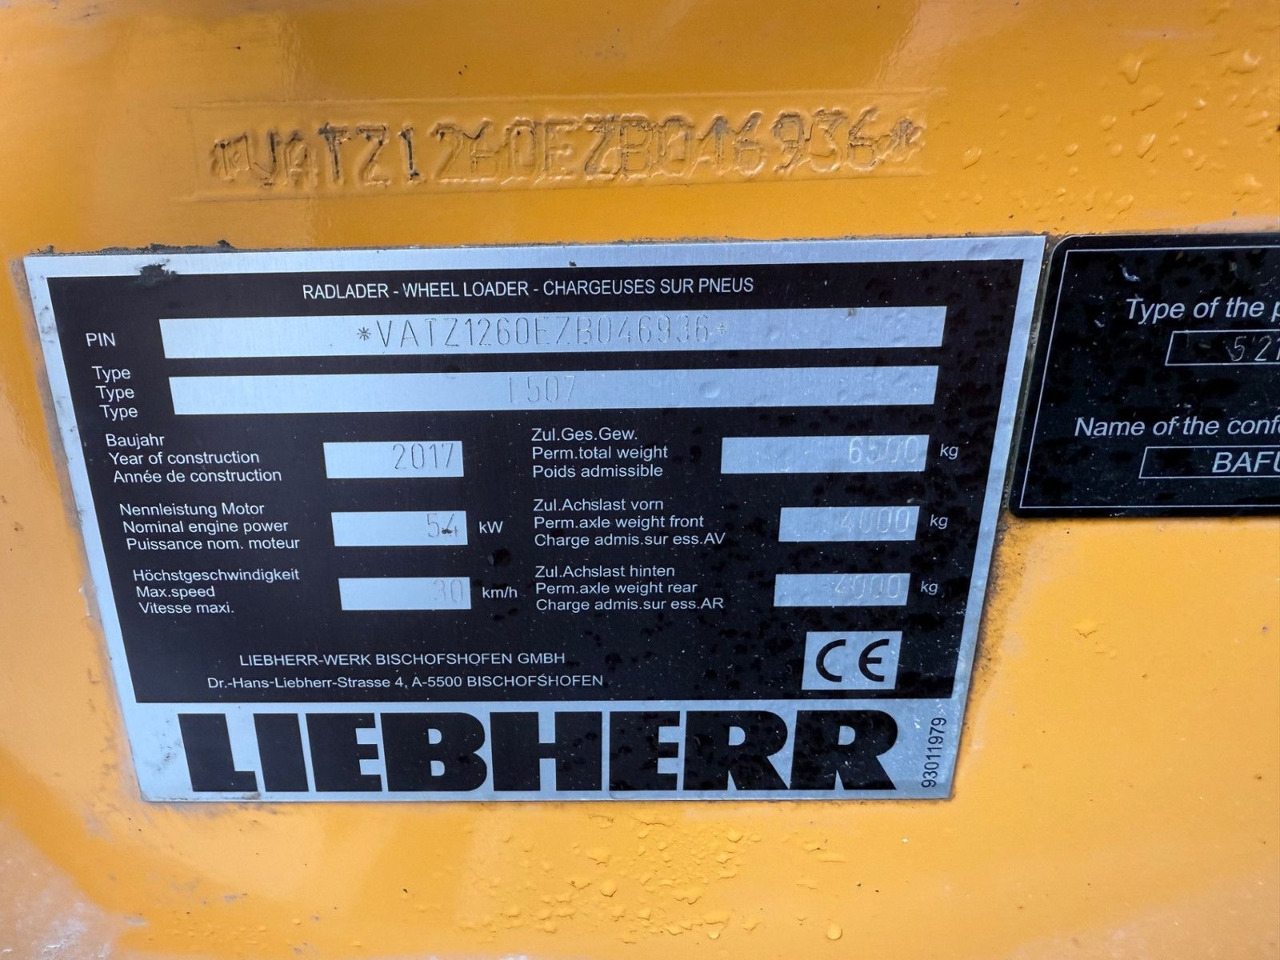 *VATZ1260EZB046936*
RADLADER - WHEEL LOADER - CHARGEUSES SUR PNEUS
PIN *VATZ1260EZB046936*
Type
Type L507
Type
Baujahr
Year of construction 2017
Année de construction
Nennleistung Motor
Nominal engine power 54 kW
Puissance nom. moteur
Höchstgeschwindigkeit
Max.speed 30 km/h
Vitesse maxi.
Zul.Ges.Gew.
Perm.total weight 6500 kg
Poids admissible
Zul.Achslast vorn
Perm.axle weight front 4000 kg
Charge admis.sur ess.AV
Zul.Achslast hinten
Perm.axle weight rear 4000 kg
Charge admis.sur ess.AR
LIEBHERR-WERK BISCHOFSHOFEN GMBH
Dr.-Hans-Liebherr-Strasse 4, A-5500 BISCHOFSHOFEN
CE
LIEBHERR
93011979
Type of the
Name of the